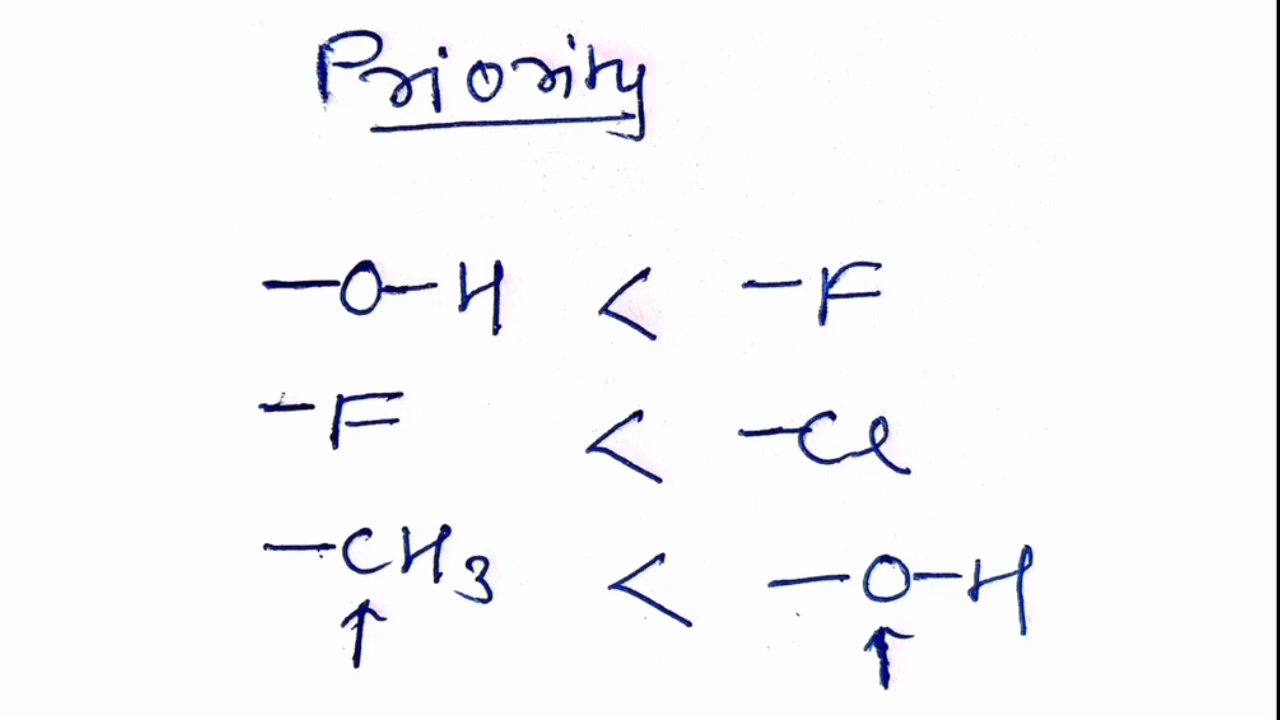 Priority
—O—H < —F
—F < —Cl
—CH3 < —O—H
↑ ↑